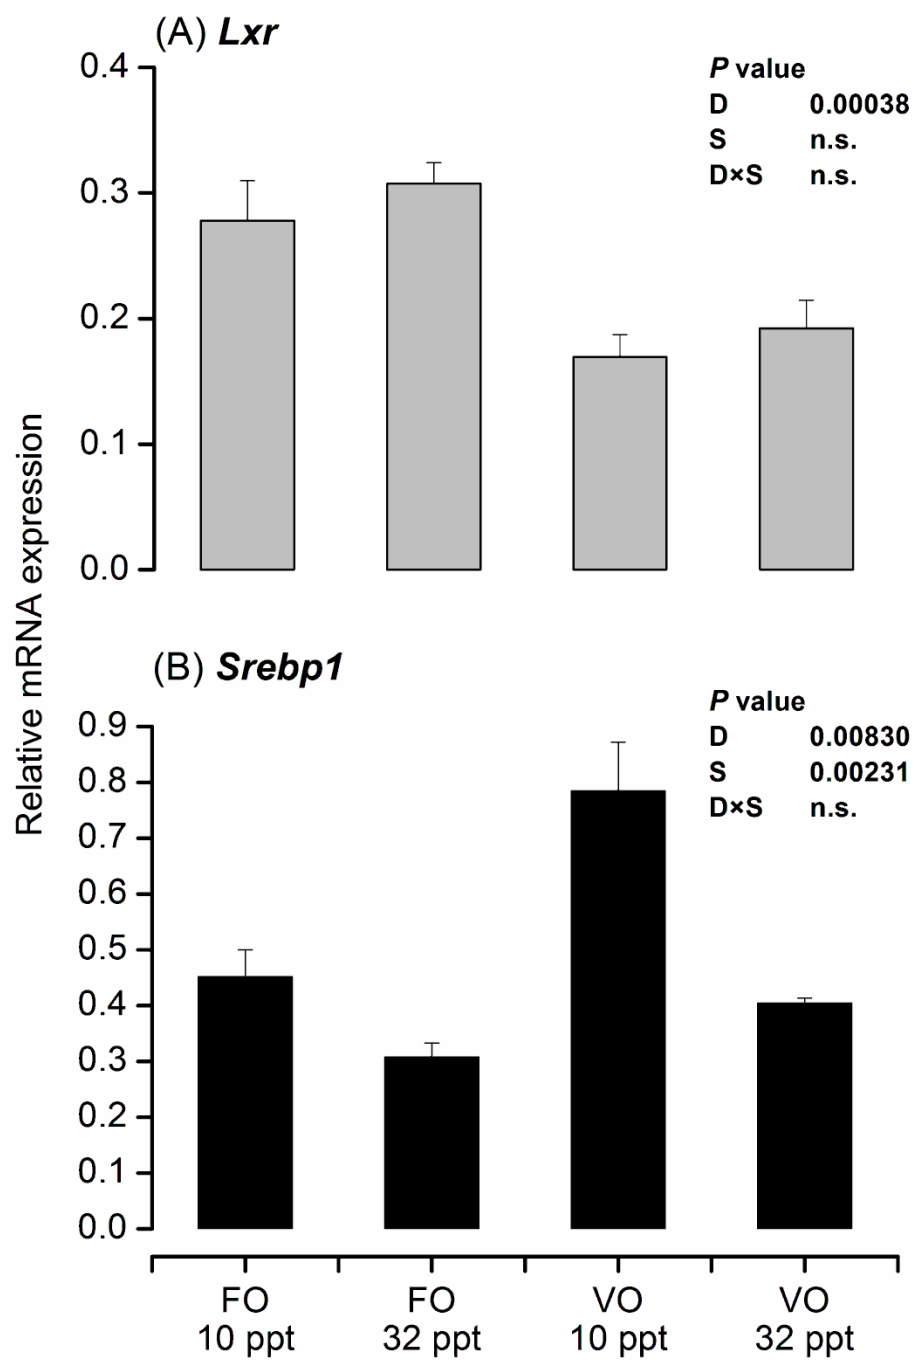 (A) Lxr
P value
D 0.00038
S n.s.
D×S n.s.
0.4
0.3
0.2
0.1
0.0
Relative mRNA expression
(B) Srebp1
P value
D 0.00830
S 0.00231
D×S n.s.
0.9
0.8
0.7
0.6
0.5
0.4
0.3
0.2
0.1
0.0
FO FO VO VO
10 ppt 32 ppt 10 ppt 32 ppt